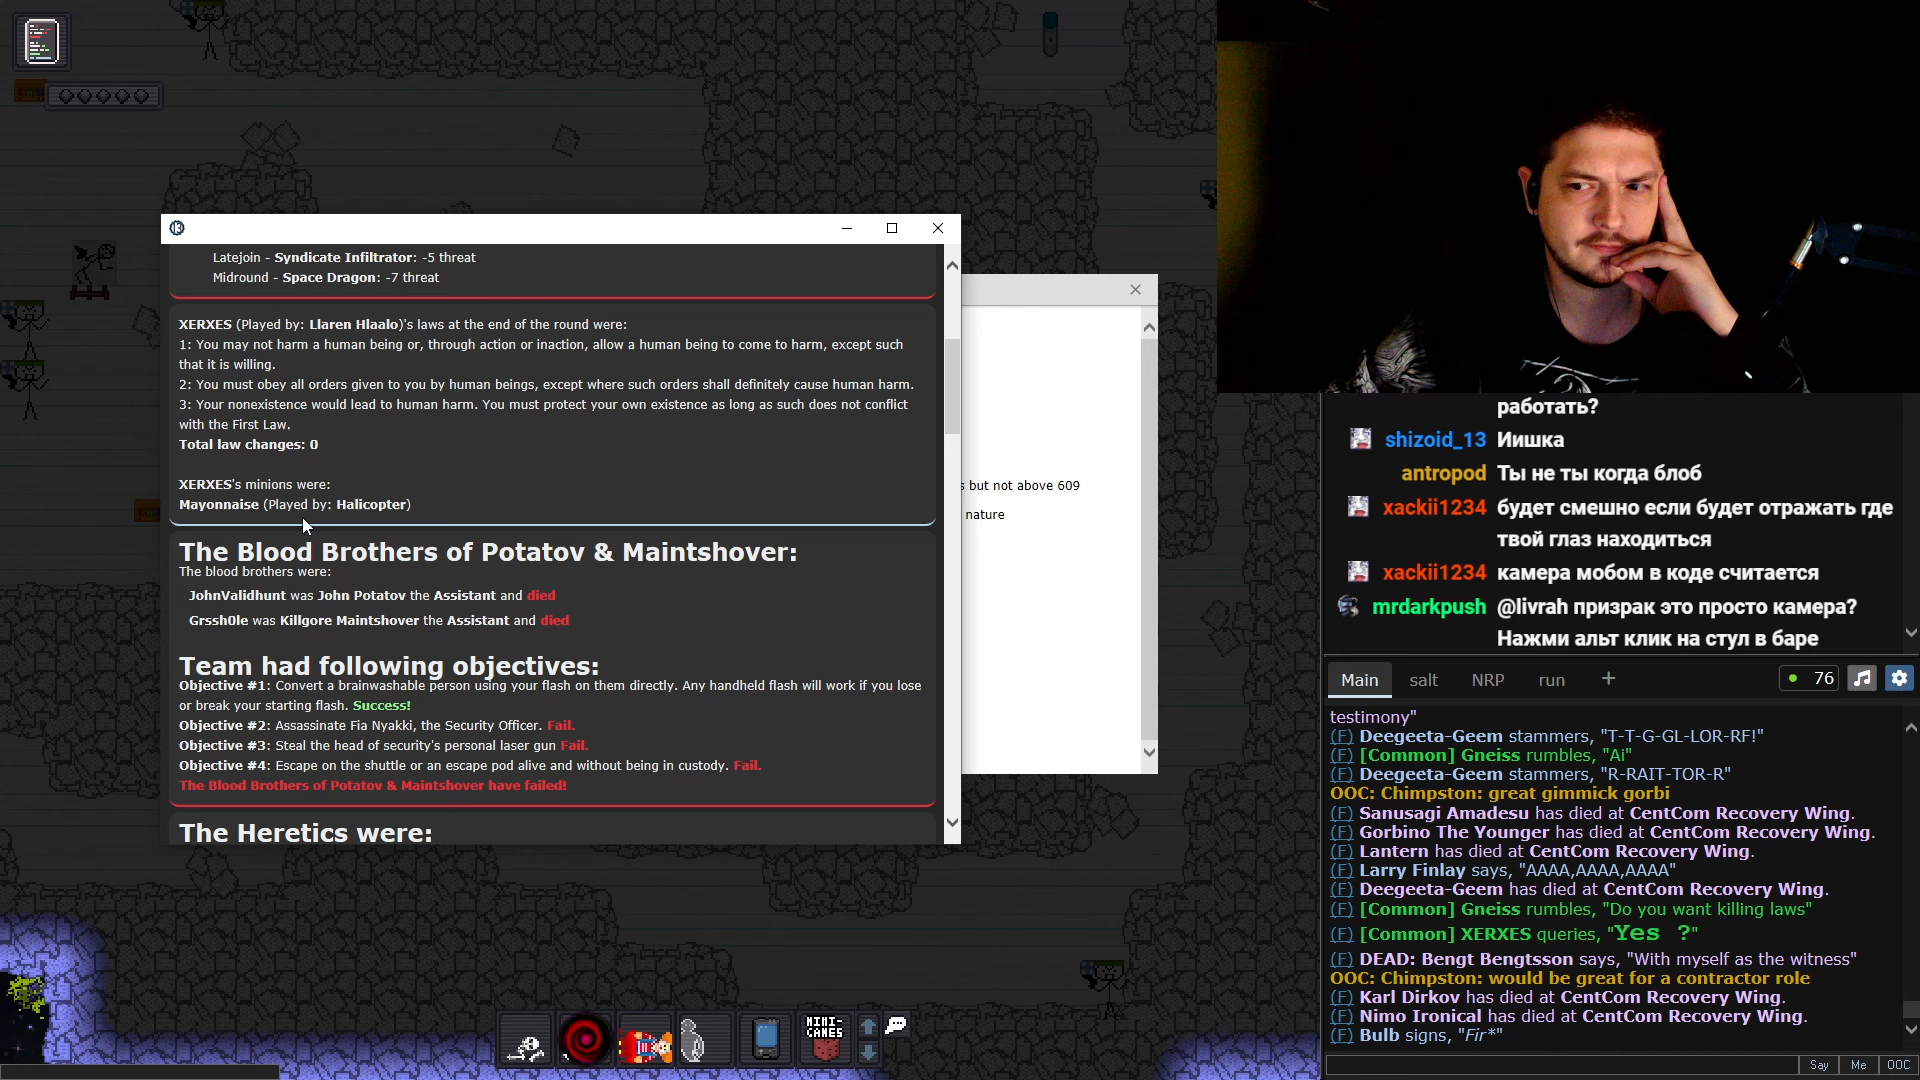 Latejoin - Syndicate Infiltrator: -5 threat
Midround - Space Dragon: -7 threat
XERXES (Played by: Llaren Hlaalo)'s laws at the end of the round were:
1: You may not harm a human being or, through action or inaction, allow a human being to come to harm, except such
that it is willing.
2: You must obey all orders given to you by human beings, except where such orders shall definitely cause human harm.
3: Your nonexistence would lead to human harm. You must protect your own existence as long as such does not conflict
with the First Law.
Total law changes: 0
XERXES's minions were:
Mayonnaise (Played by: Halicopter)
The Blood Brothers of Potatov & Maintshover:
The blood brothers were:
JohnValidhunt was John Potatov the Assistant and died
Grssh0le was Killgore Maintshover the Assistant and died
Team had following objectives:
Objective #1: Convert a brainwashable person using your flash on them directly. Any handheld flash will work if you lose
or break your starting flash. Success!
Objective #2: Assassinate Fia Nyakki, the Security Officer. Fail.
Objective #3: Steal the head of security's personal laser gun Fail.
Objective #4: Escape on the shuttle or an escape pod alive and without being in custody. Fail.
The Blood Brothers of Potatov & Maintshover have failed!
The Heretics were:
s but not above 609
nature
MINI-
GAMES
работать?
shizoid_13 Иишка
antropod Ты не ты когда блоб
xackii1234 будет смешно если будет отражать где
твой глаз находиться
xackii1234 камера мобом в коде считается
mrdarkpush @livrah призрак это просто камера?
Нажми альт клик на стул в баре
Main salt NRP run + 76
testimony"
(F) Deegeeta-Geem stammers, "T-T-G-GL-LOR-RF!"
(F) [Common] Gneiss rumbles, "Ai"
(F) Deegeeta-Geem stammers, "R-RAIT-TOR-R"
OOC: Chimpston: great gimmick gorbi
(F) Sanusagi Amadesu has died at CentCom Recovery Wing.
(F) Gorbino The Younger has died at CentCom Recovery Wing.
(F) Lantern has died at CentCom Recovery Wing.
(F) Larry Finlay says, "AAAA,AAAA,AAAA"
(F) Deegeeta-Geem has died at CentCom Recovery Wing.
(F) [Common] Gneiss rumbles, "Do you want killing laws"
(F) [Common] XERXES queries, "Yes ?"
(F) DEAD: Bengt Bengtsson says, "With myself as the witness"
OOC: Chimpston: would be great for a contractor role
(F) Karl Dirkov has died at CentCom Recovery Wing.
(F) Nimo Ironical has died at CentCom Recovery Wing.
(F) Bulb signs, "Fir*"
Say Me OOC